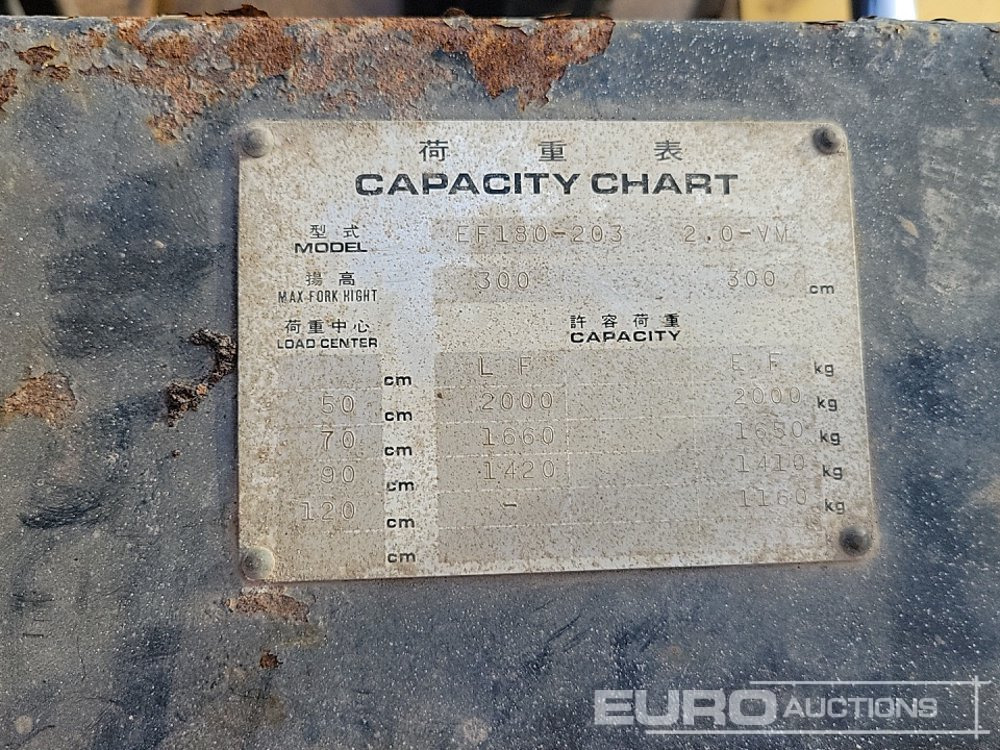 荷重表
CAPACITY CHART
型式
MODEL EF180-203 2.0-VM
揚高
MAX FORK HIGHT 300 300 cm
荷重中心 許容荷重
LOAD CENTER CAPACITY
cm L F F F kg
50 cm 2000 2000 kg
70 cm 1660 1650 kg
90 cm 1420 1410 kg
120 cm - 1160 kg
cm
EURO AUCTIONS